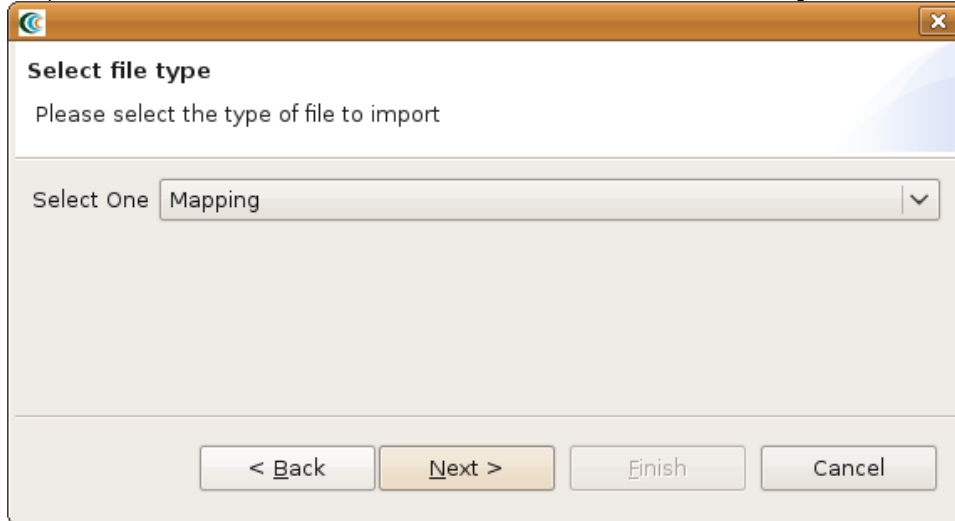 Select file type
Please select the type of file to import
Select One Mapping
< Back Next > Finish Cancel